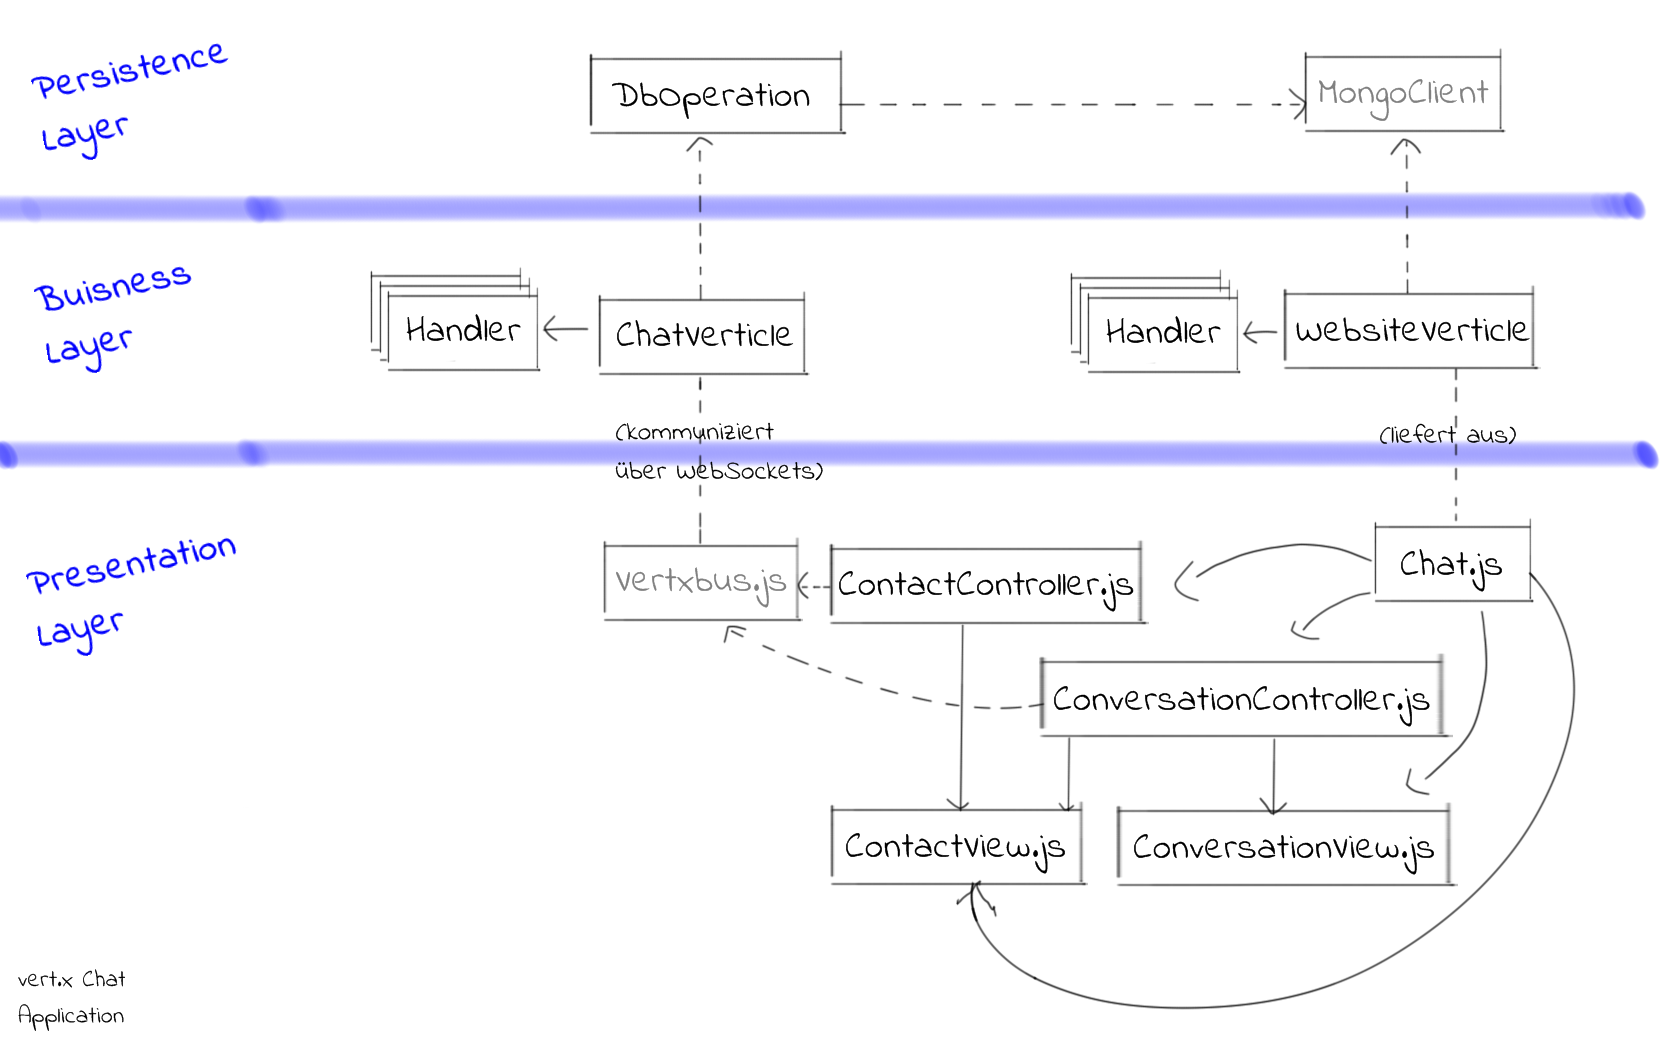 Persistence
Layer
DbOperation
MongoClient
Buisness
Layer
Handler
ChatVerticle
Handler
WebsiteVerticle
(kommuniziert
über WebSockets)
(liefert aus)
Presentation
Layer
vertxbus.js
ContactController.js
Chat.js
ConversationController.js
ContactView.js
ConversationView.js
vert.x Chat
Application